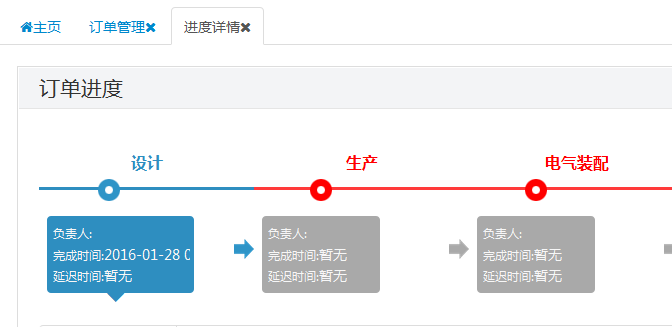 主页 订单管理 进度详情
订单进度
设计 生产 电气装配
负责人: 负责人: 负责人:
完成时间:2016-01-28 0 完成时间:暂无 完成时间:暂无
延迟时间:暂无 延迟时间:暂无 延迟时间:暂无